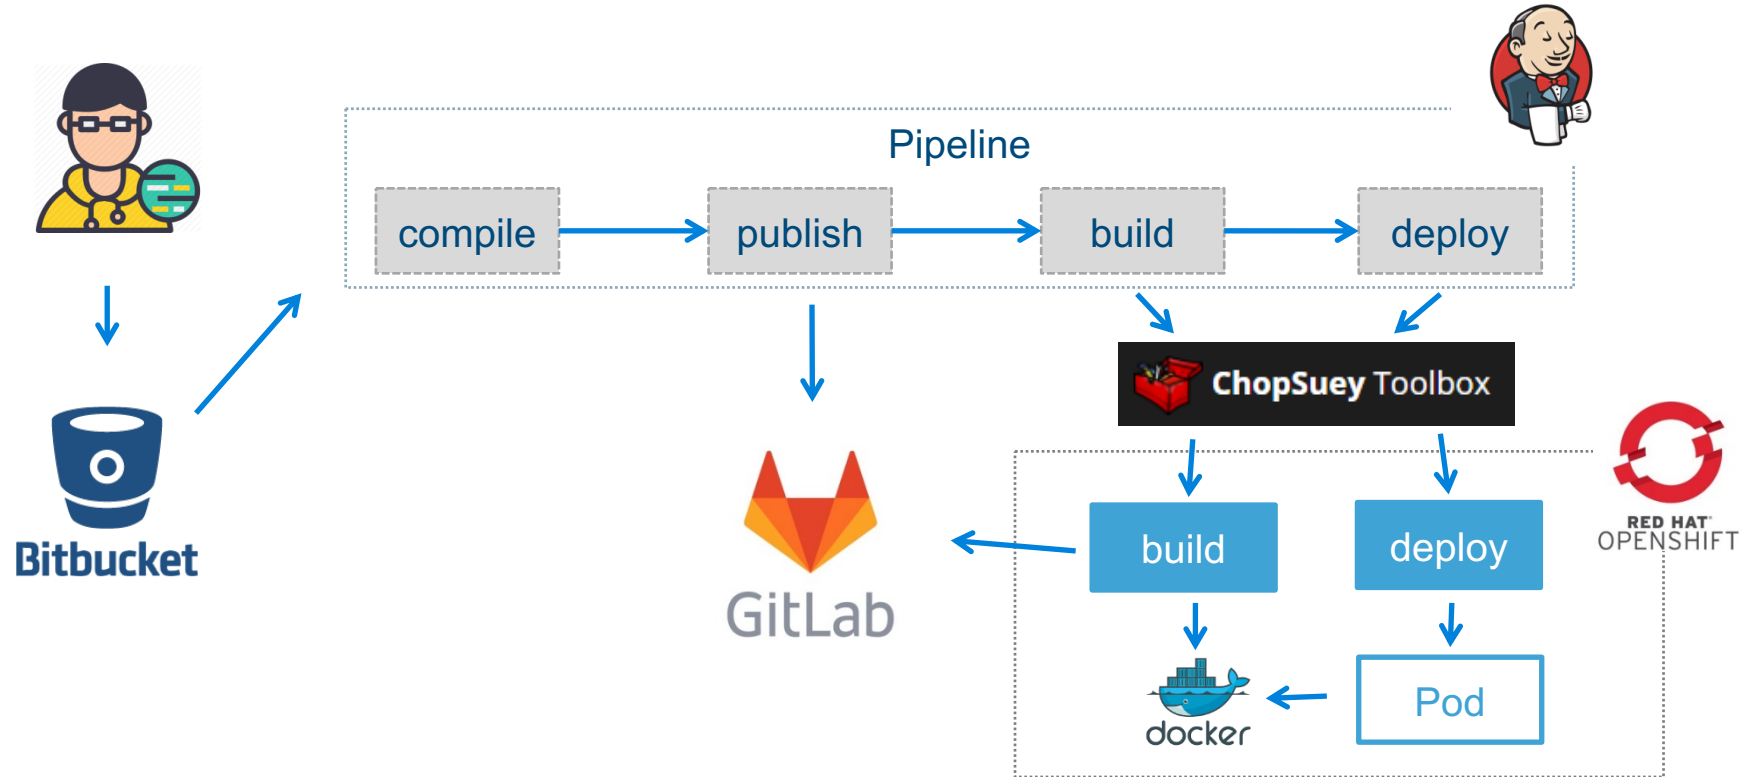 Pipeline
compile
publish
build
deploy
ChopSuey Toolbox
Bitbucket
GitLab
build
deploy
RED HAT
OPENSHIFT
docker
Pod